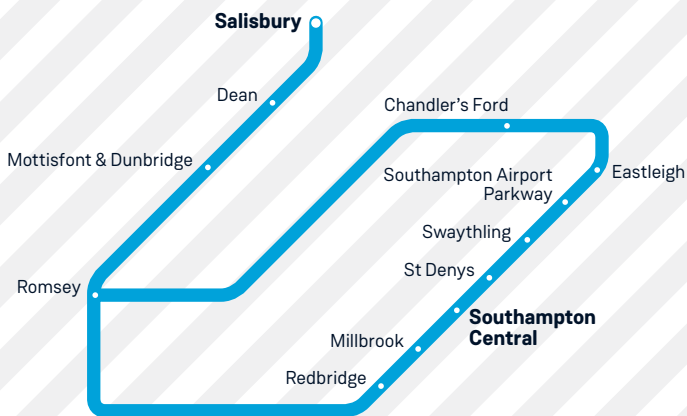 Salisbury
Dean
Chandler's Ford
Mottisfont & Dunbridge
Southampton Airport
Parkway
Eastleigh
Swaythling
St Denys
Romsey
Southampton
Central
Millbrook
Redbridge